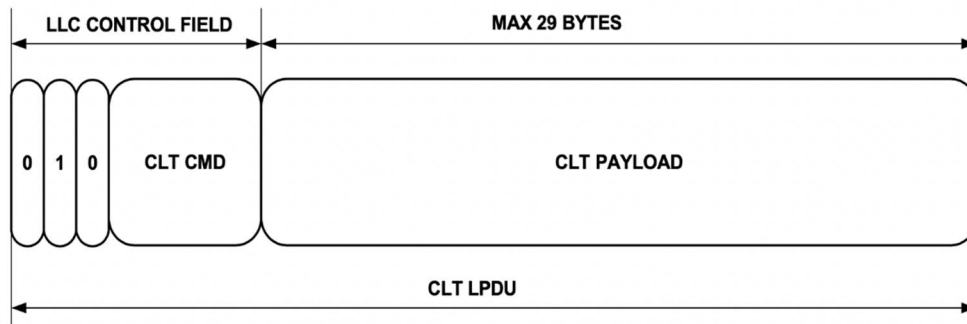 LLC CONTROL FIELD MAX 29 BYTES
0 1 0 CLT CMD CLT PAYLOAD
CLT LPDU